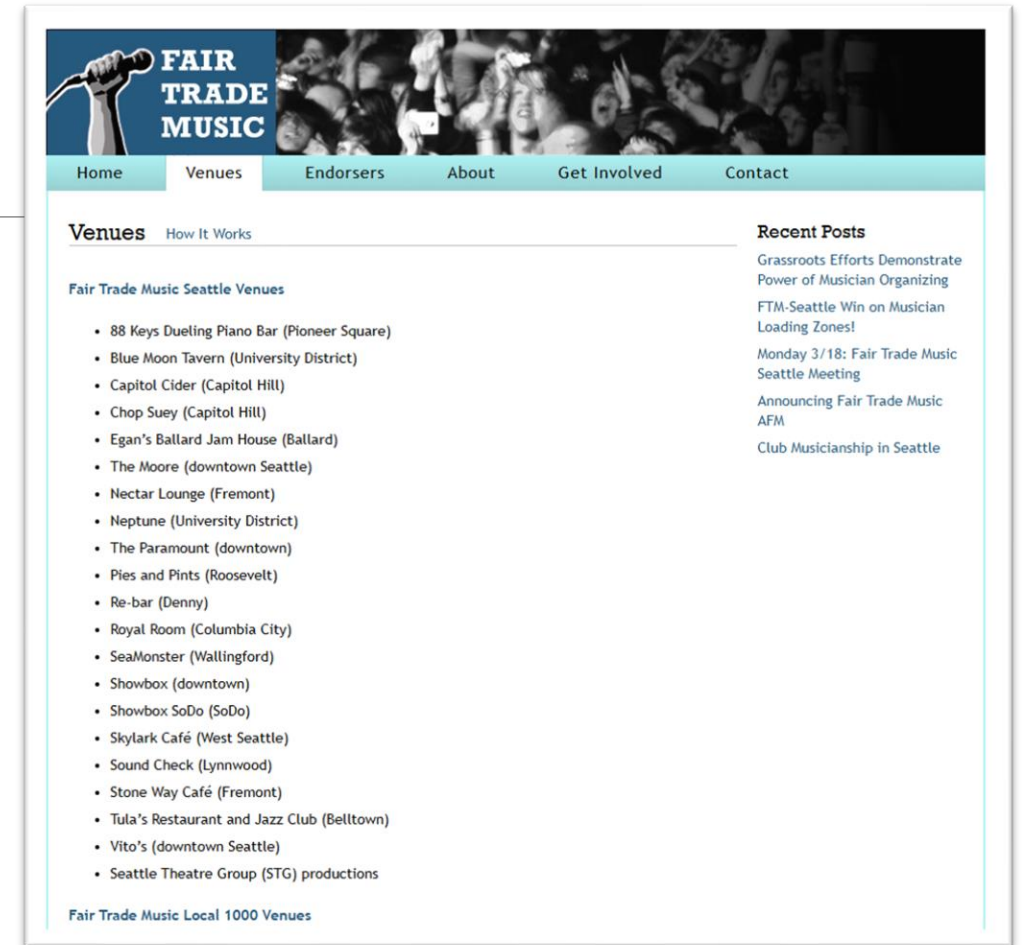 FAIR
TRADE
MUSIC
Home Venues Endorsers About Get Involved Contact
Venues How It Works
Fair Trade Music Seattle Venues
• 88 Keys Dueling Piano Bar (Pioneer Square)
• Blue Moon Tavern (University District)
• Capitol Cider (Capitol Hill)
• Chop Suey (Capitol Hill)
• Egan's Ballard Jam House (Ballard)
• The Moore (downtown Seattle)
• Nectar Lounge (Fremont)
• Neptune (University District)
• The Paramount (downtown)
• Pies and Pints (Roosevelt)
• Re-bar (Denny)
• Royal Room (Columbia City)
• SeaMonster (Wallingford)
• Showbox (downtown)
• Showbox SoDo (SoDo)
• Skylark Café (West Seattle)
• Sound Check (Lynnwood)
• Stone Way Café (Fremont)
• Tula's Restaurant and Jazz Club (Belltown)
• Vito's (downtown Seattle)
• Seattle Theatre Group (STG) productions
Fair Trade Music Local 1000 Venues
Recent Posts
Grassroots Efforts Demonstrate
Power of Musician Organizing
FTM-Seattle Win on Musician
Loading Zones!
Monday 3/18: Fair Trade Music
Seattle Meeting
Announcing Fair Trade Music
AFM
Club Musicianship in Seattle